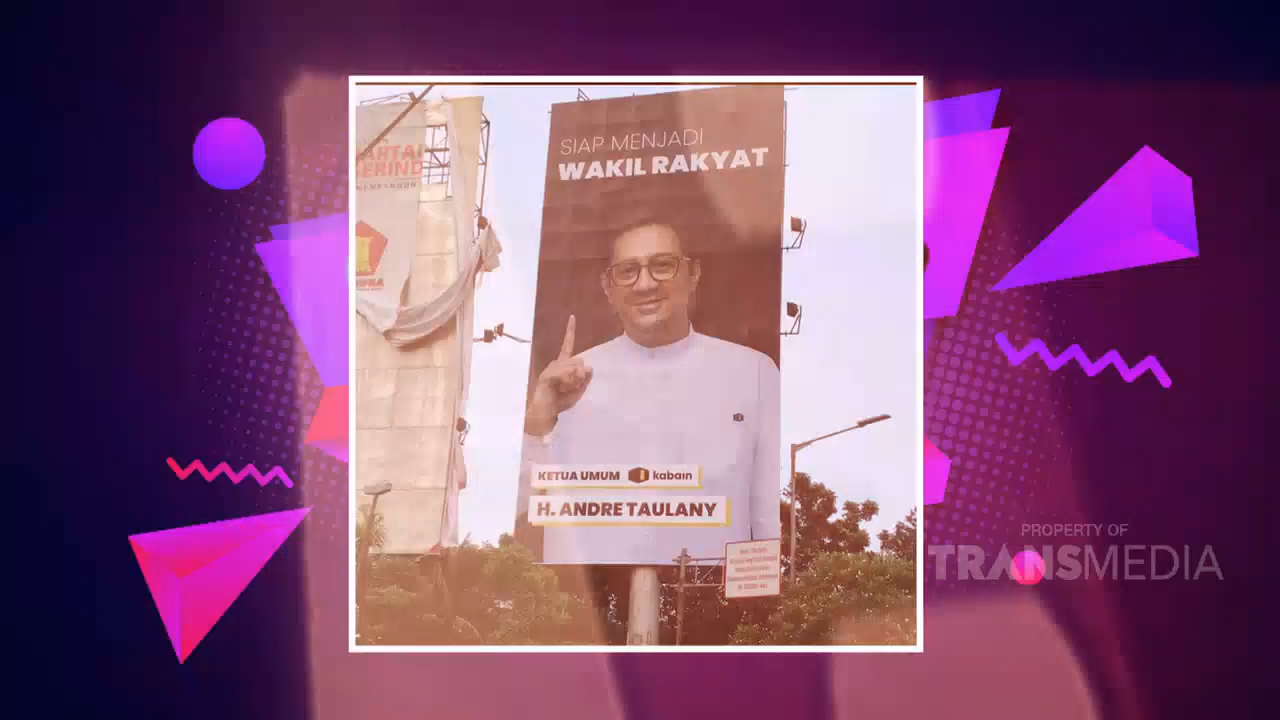 SIAP MENJADI
WAKIL RAKYAT
KETUA UMUM kabain
H. ANDRE TAULANY
PROPERTY OF
TRANSMEDIA